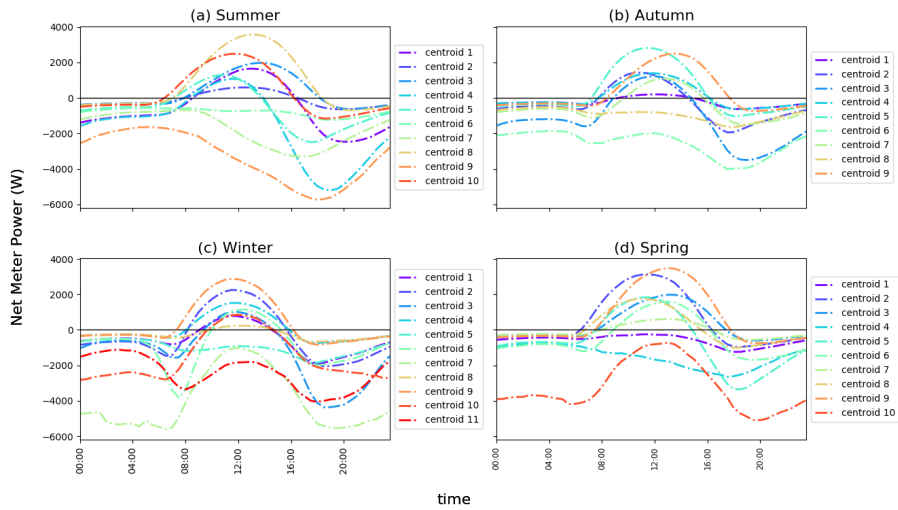 (a) Summer
(b) Autumn
4000
2000
0
−2000
−4000
−6000
centroid 1
centroid 2
centroid 3
centroid 4
centroid 5
centroid 6
centroid 7
centroid 8
centroid 9
centroid 10
centroid 1
centroid 2
centroid 3
centroid 4
centroid 5
centroid 6
centroid 7
centroid 8
centroid 9
Net Meter Power (W)
(c) Winter
(d) Spring
4000
2000
0
−2000
−4000
−6000
centroid 1
centroid 2
centroid 3
centroid 4
centroid 5
centroid 6
centroid 7
centroid 8
centroid 9
centroid 10
centroid 11
centroid 1
centroid 2
centroid 3
centroid 4
centroid 5
centroid 6
centroid 7
centroid 8
centroid 9
centroid 10
00:00
04:00
08:00
12:00
16:00
20:00
00:00
04:00
08:00
12:00
16:00
20:00
time